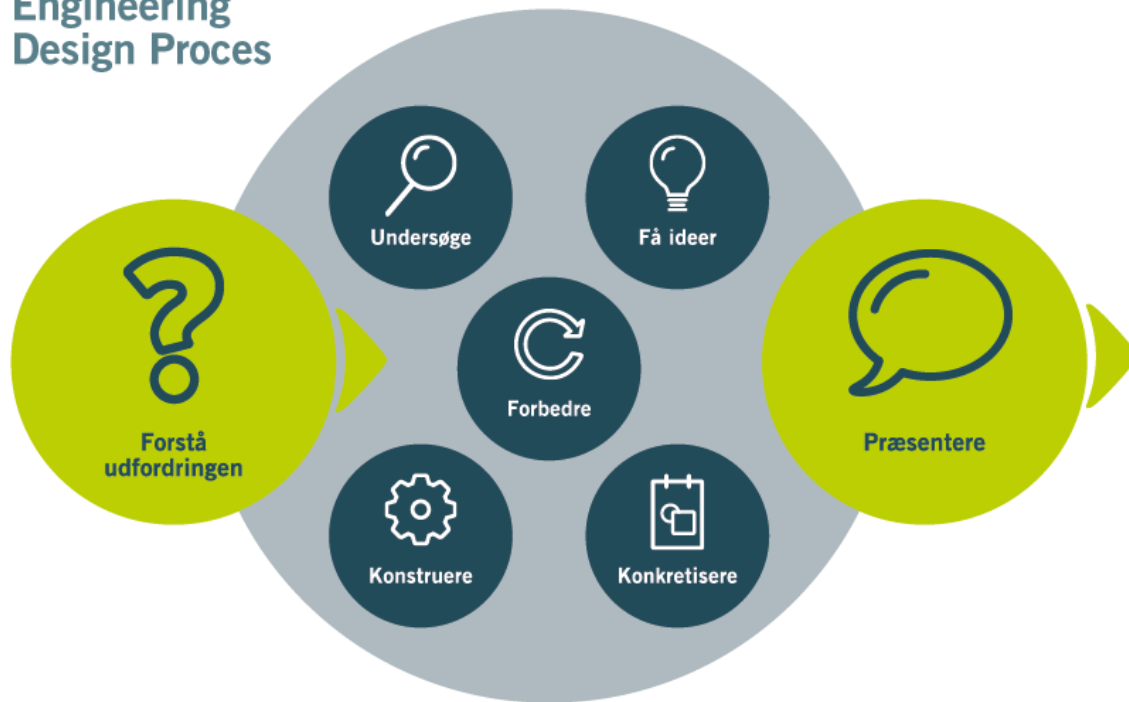 Engineering
Design Proces
Undersøge
Få ideer
Forstå
udfordringen
Forbedre
Præsentere
Konstruere
Konkretisere